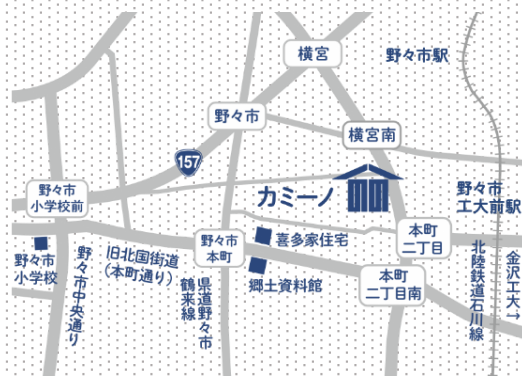 横宮
野々市駅
野々市
横宮南
157
カミーノ
野々市
小学校前
野々市
工大前駅
野々市
小学校
野々市中央通り
旧北国街道
（本町通り）
野々市
本町
喜多家住宅
郷土資料館
県道野々市
鶴来線
本町
二丁目
本町
二丁目南
北陸鉄道石川線
金沢工大→